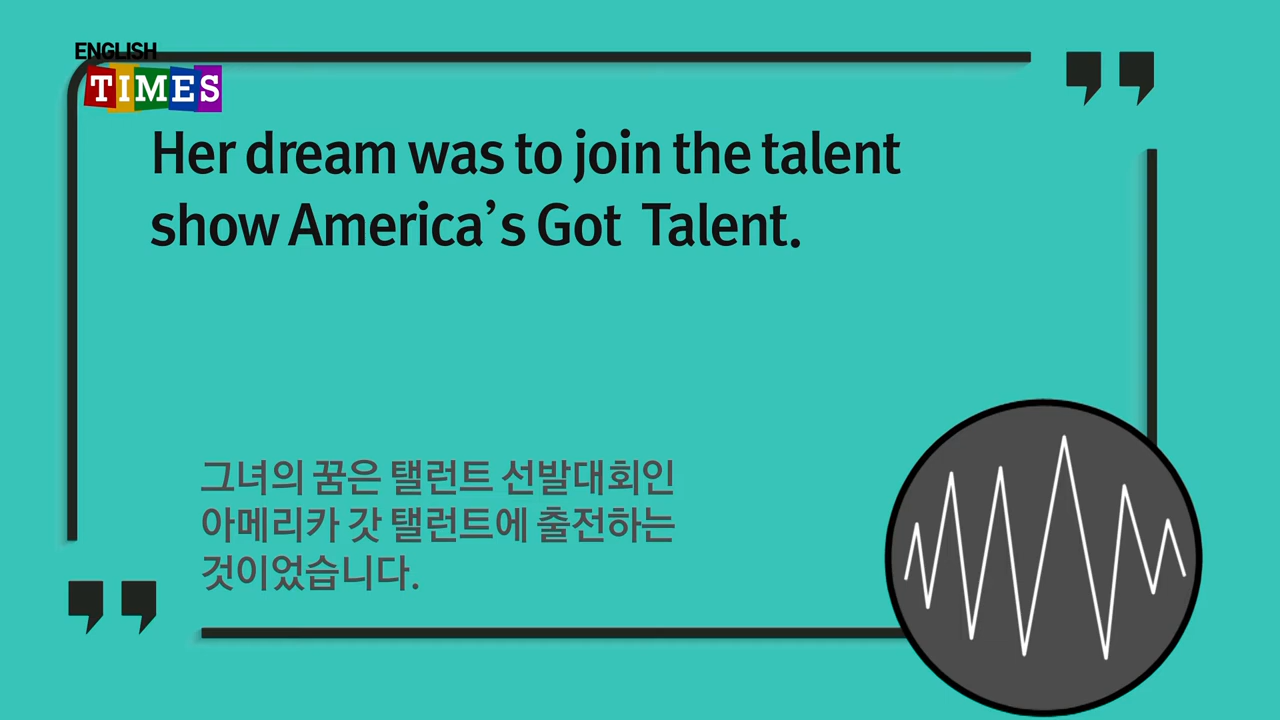 ENGLISH
TIMES
Her dream was to join the talent
show America's Got Talent.
그녀의 꿈은 탤런트 선발대회인
아메리카 갓 탤런트에 출전하는
것이었습니다.